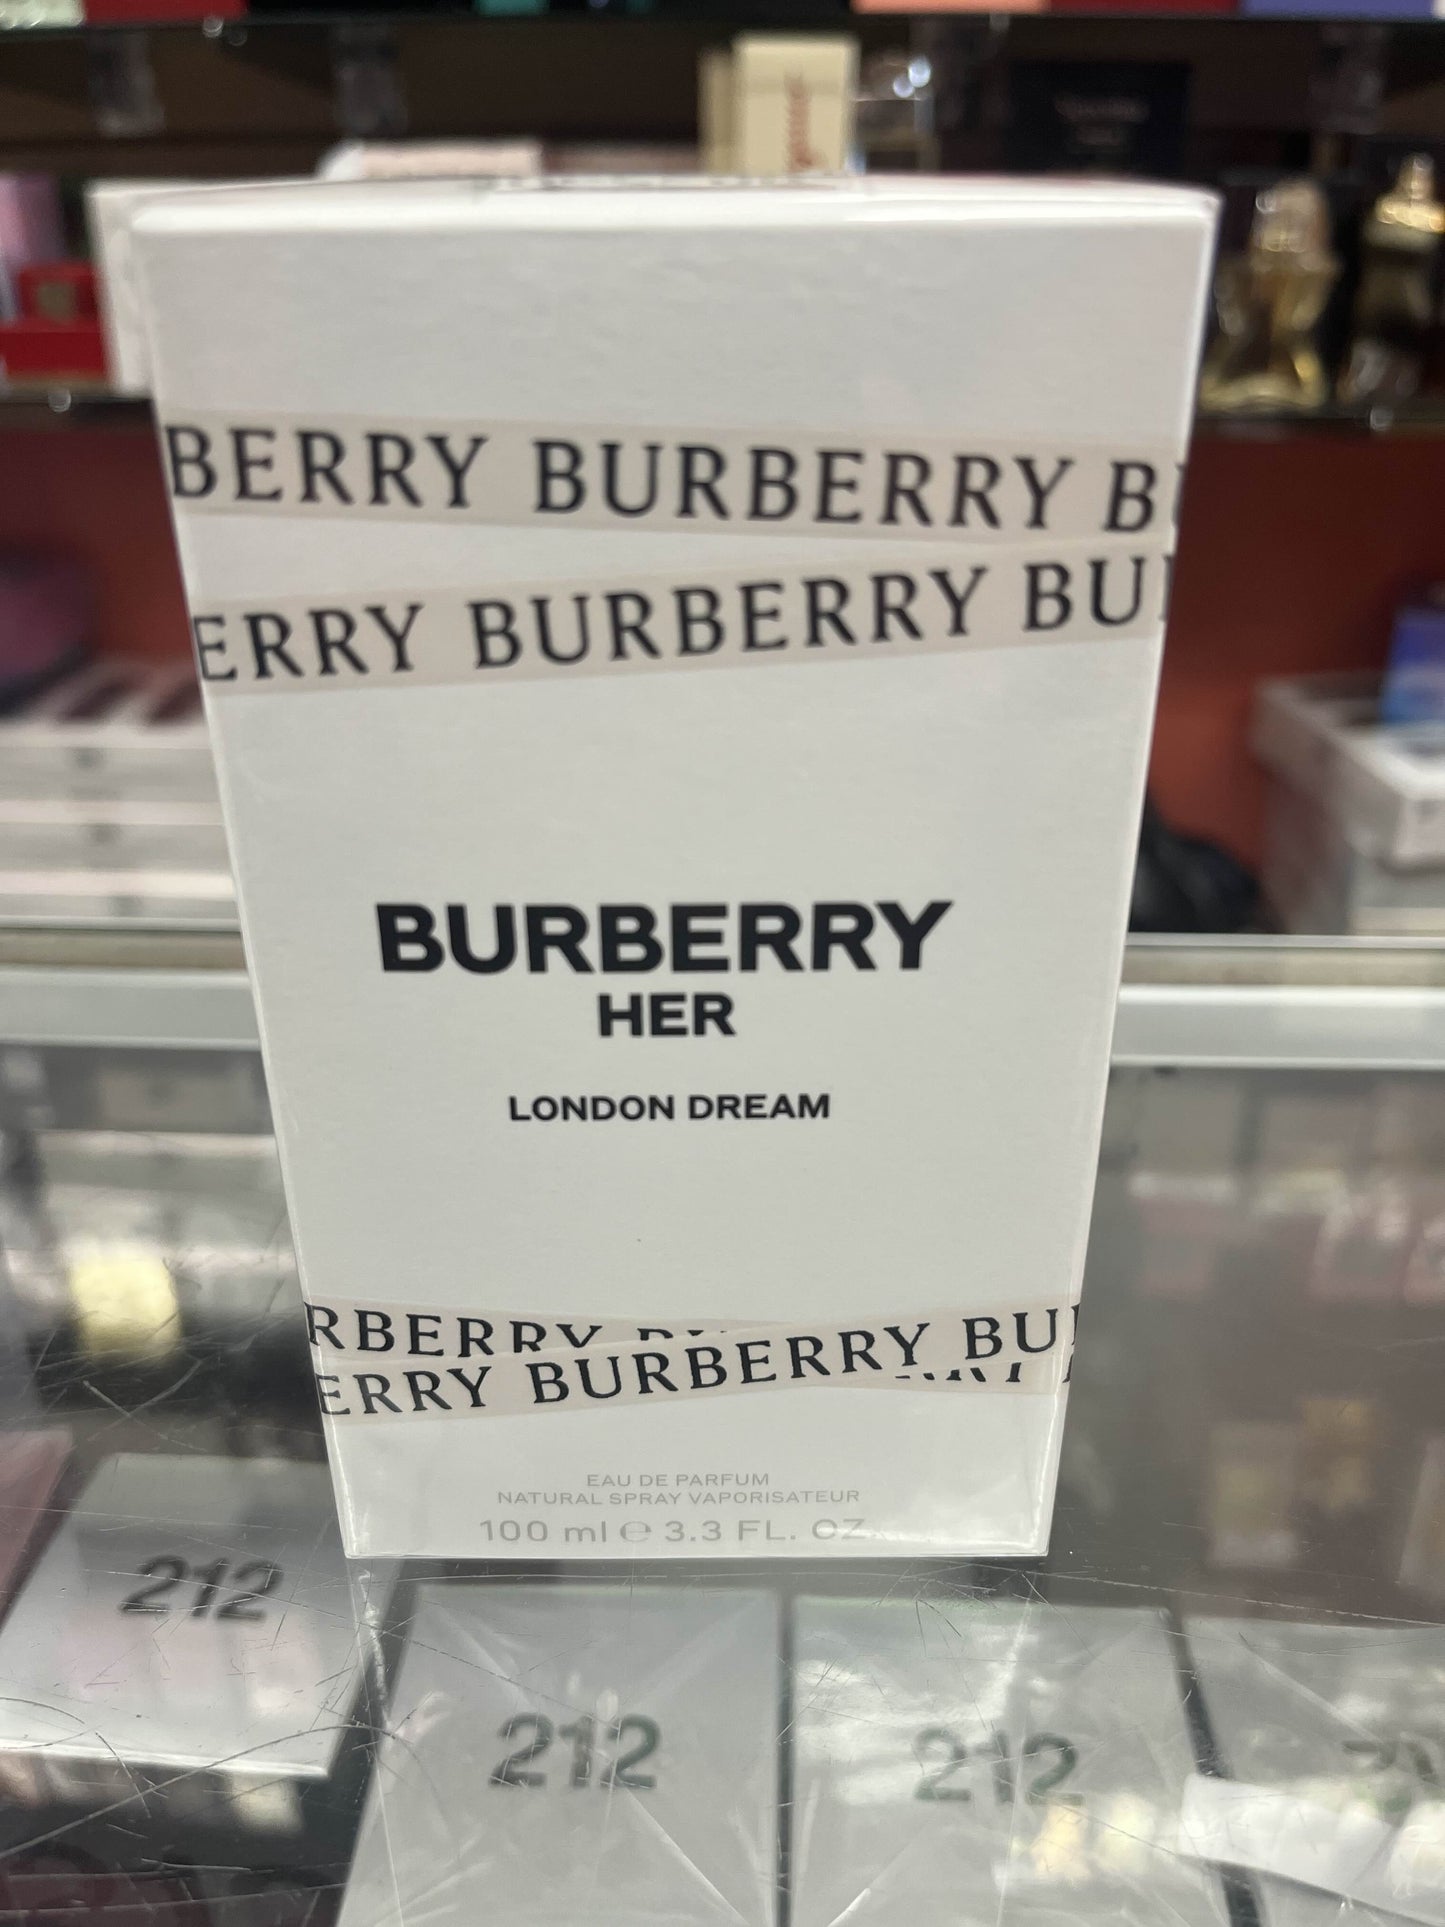 BERRY BURBERRY B
ERRY BURBERRY BU
BURBERRY
HER
LONDON DREAM
RBERRY
ERRY BURBERRY BU
EAU DE PARFUM
NATURAL SPRAY VAPORISATEUR
100 ml ℮ 3.3 FL. OZ.
212
212
212